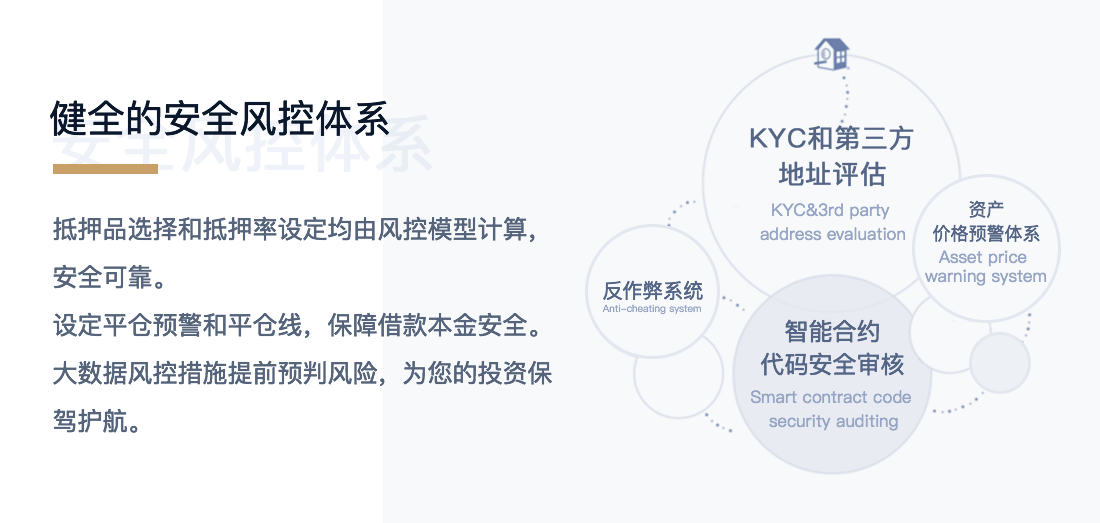 健全的安全风控体系
安全风控体系
抵押品选择和抵押率设定均由风控模型计算，
安全可靠。
设定平仓预警和平仓线，保障借款本金安全。
大数据风控措施提前预判风险，为您的投资保
驾护航。
KYC和第三方
地址评估
KYC&3rd party
address evaluation
资产
价格预警体系
Asset price
warning system
反作弊系统
Anti-cheating system
智能合约
代码安全审核
Smart contract code
security auditing